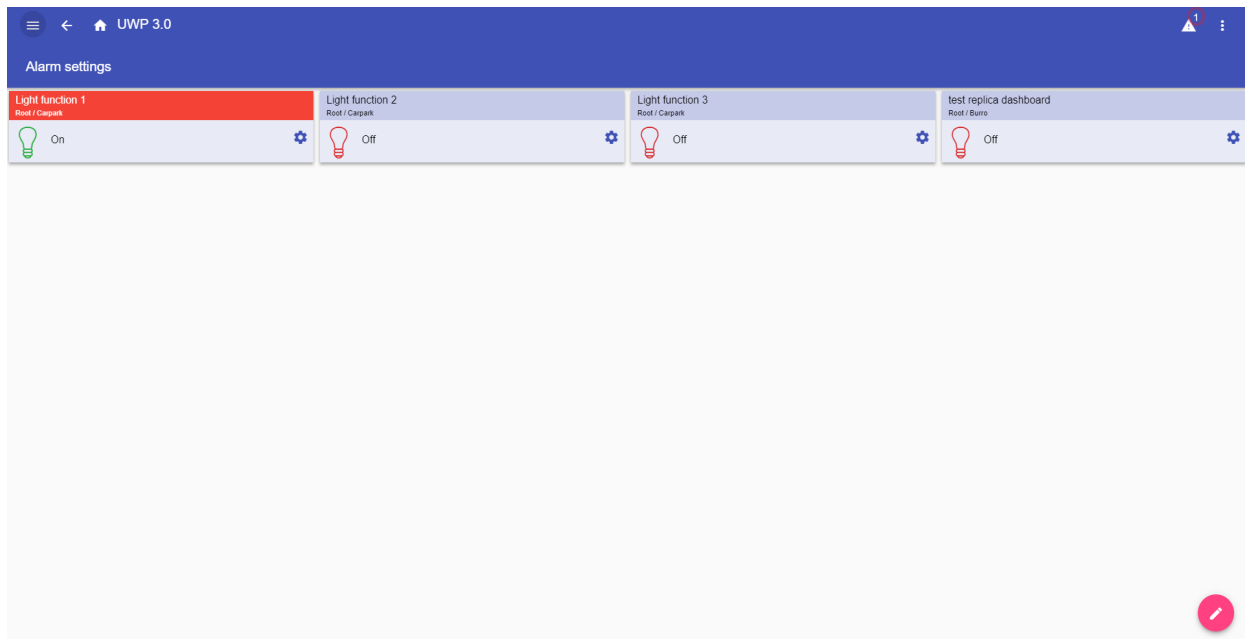 UWP 3.0
1
Alarm settings
Light function 1
Root / Carpark
On
Light function 2
Root / Carpark
Off
Light function 3
Root / Carpark
Off
test replica dashboard
Root / Burro
Off